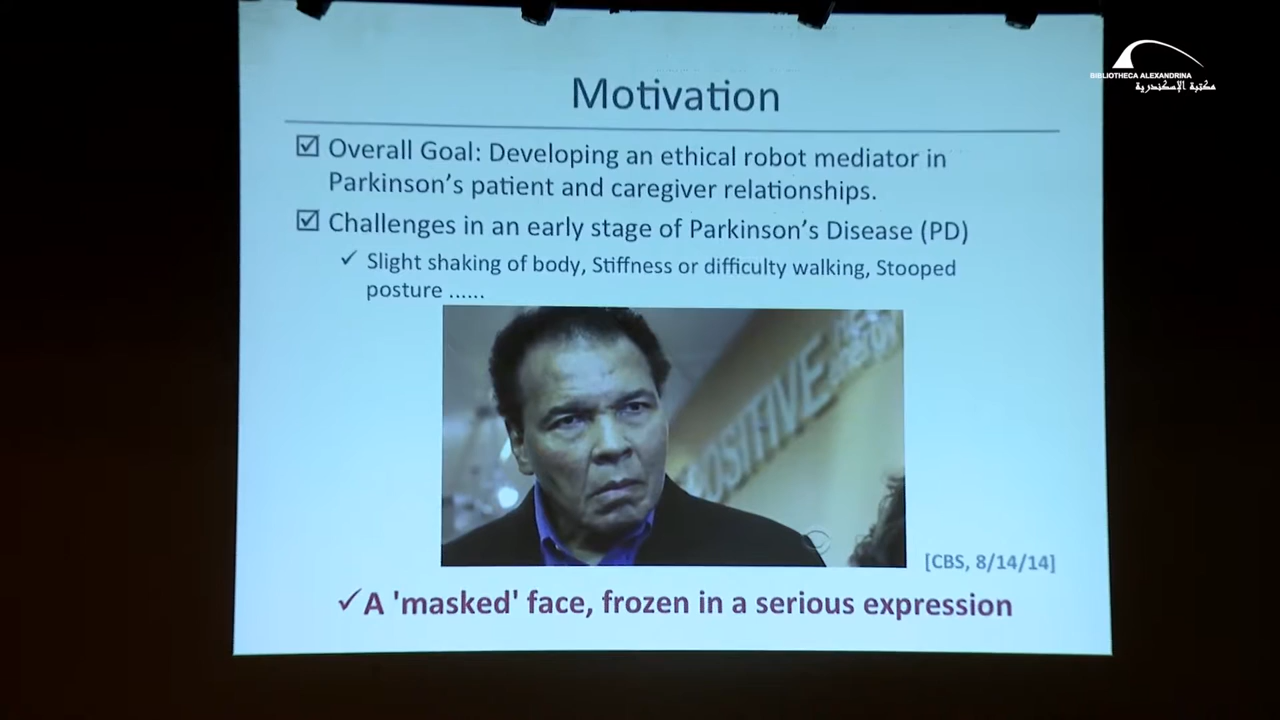 BIBLIOTHECA ALEXANDRINA
مكتبة الإسكندرية
Motivation
☑ Overall Goal: Developing an ethical robot mediator in
Parkinson's patient and caregiver relationships.
☑ Challenges in an early stage of Parkinson's Disease (PD)
✓ Slight shaking of body, Stiffness or difficulty walking, Stooped
posture ......
POSITIVE
[CBS, 8/14/14]
✓ A 'masked' face, frozen in a serious expression